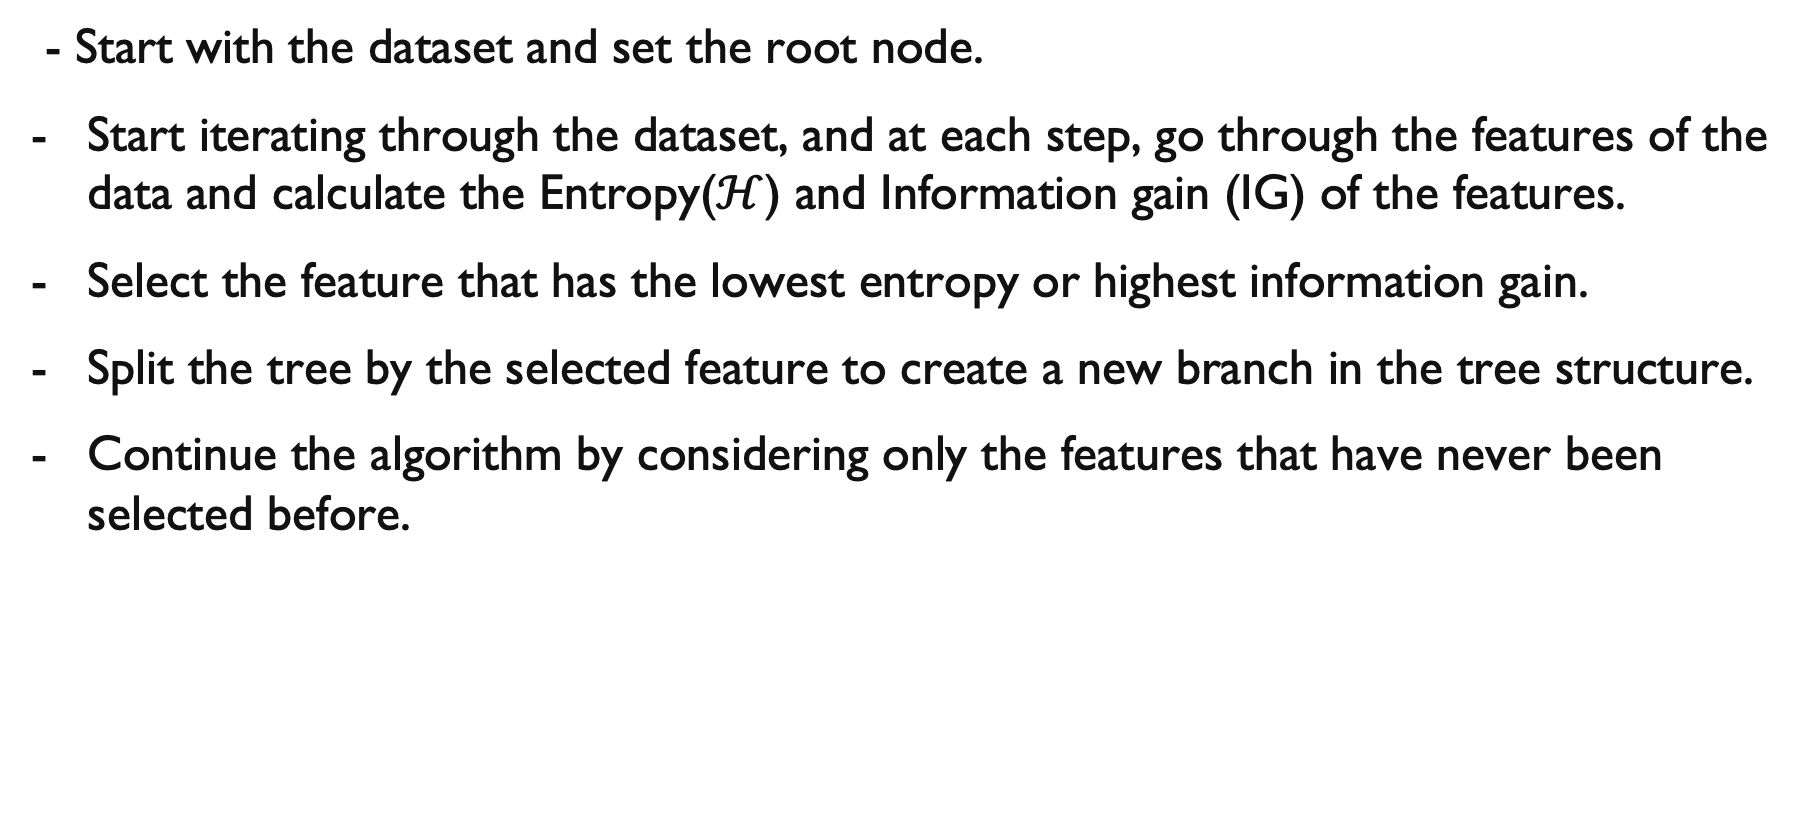 - Start with the dataset and set the root node.
- Start iterating through the dataset, and at each step, go through the features of the
data and calculate the Entropy(ℋ) and Information gain (IG) of the features.
- Select the feature that has the lowest entropy or highest information gain.
- Split the tree by the selected feature to create a new branch in the tree structure.
- Continue the algorithm by considering only the features that have never been
selected before.